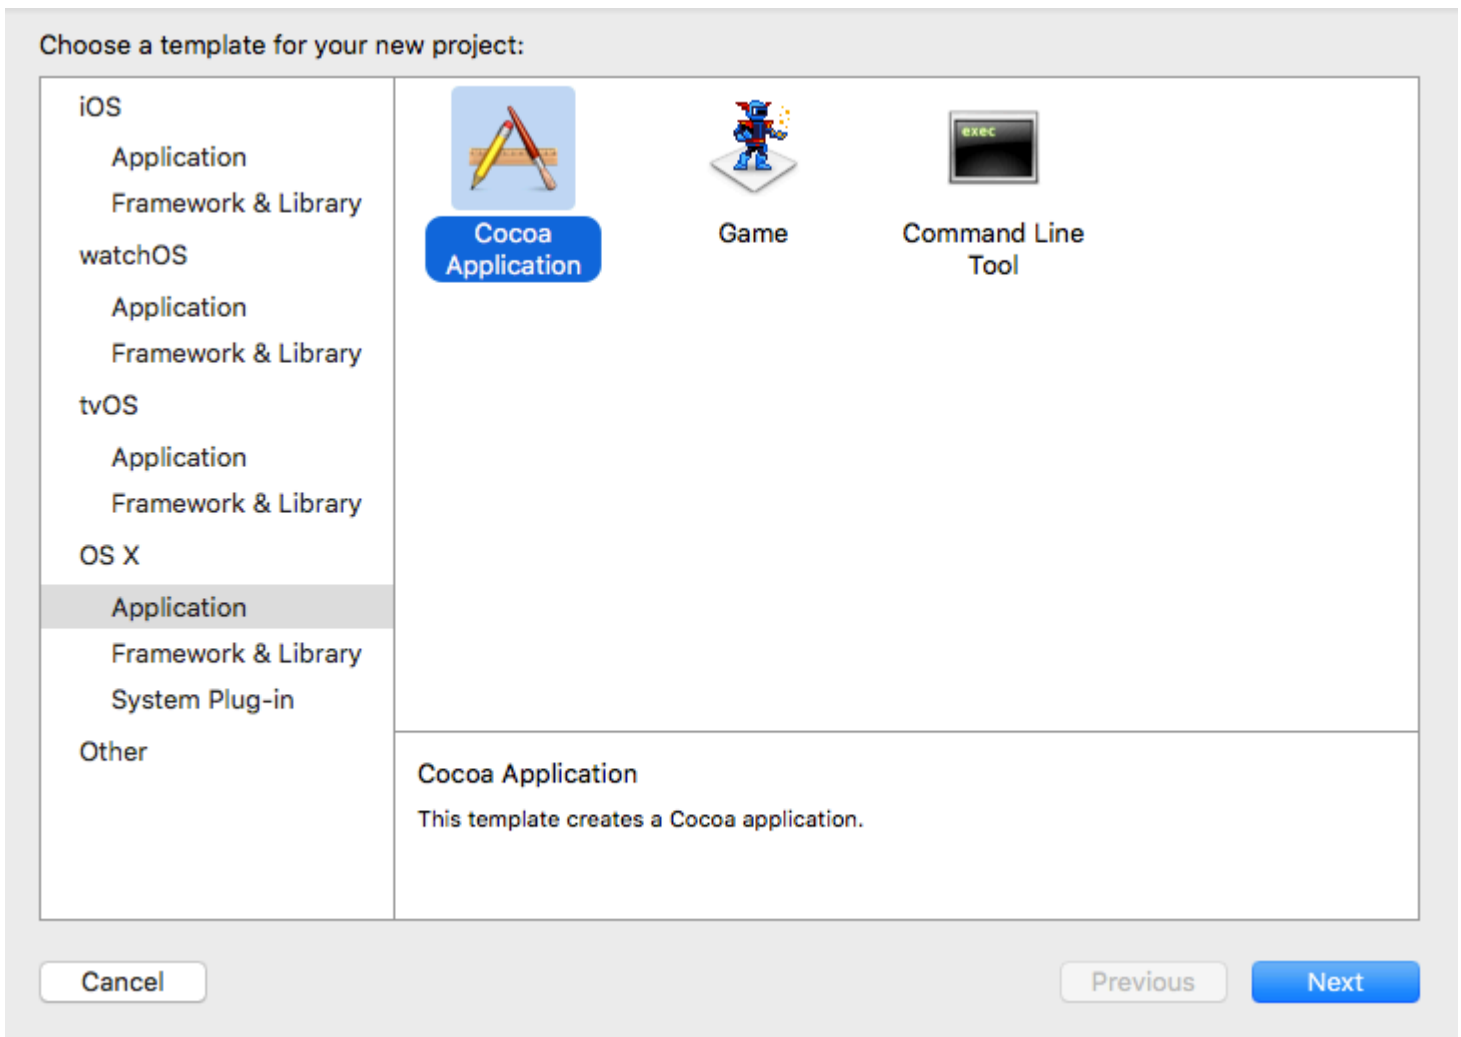 Choose a template for your new project:
iOS
Application
Framework & Library
watchOS
Application
Framework & Library
tvOS
Application
Framework & Library
OS X
Application
Framework & Library
System Plug-in
Other
Cocoa
Application
Game
exec
Command Line
Tool
Cocoa Application
This template creates a Cocoa application.
Cancel
Previous
Next